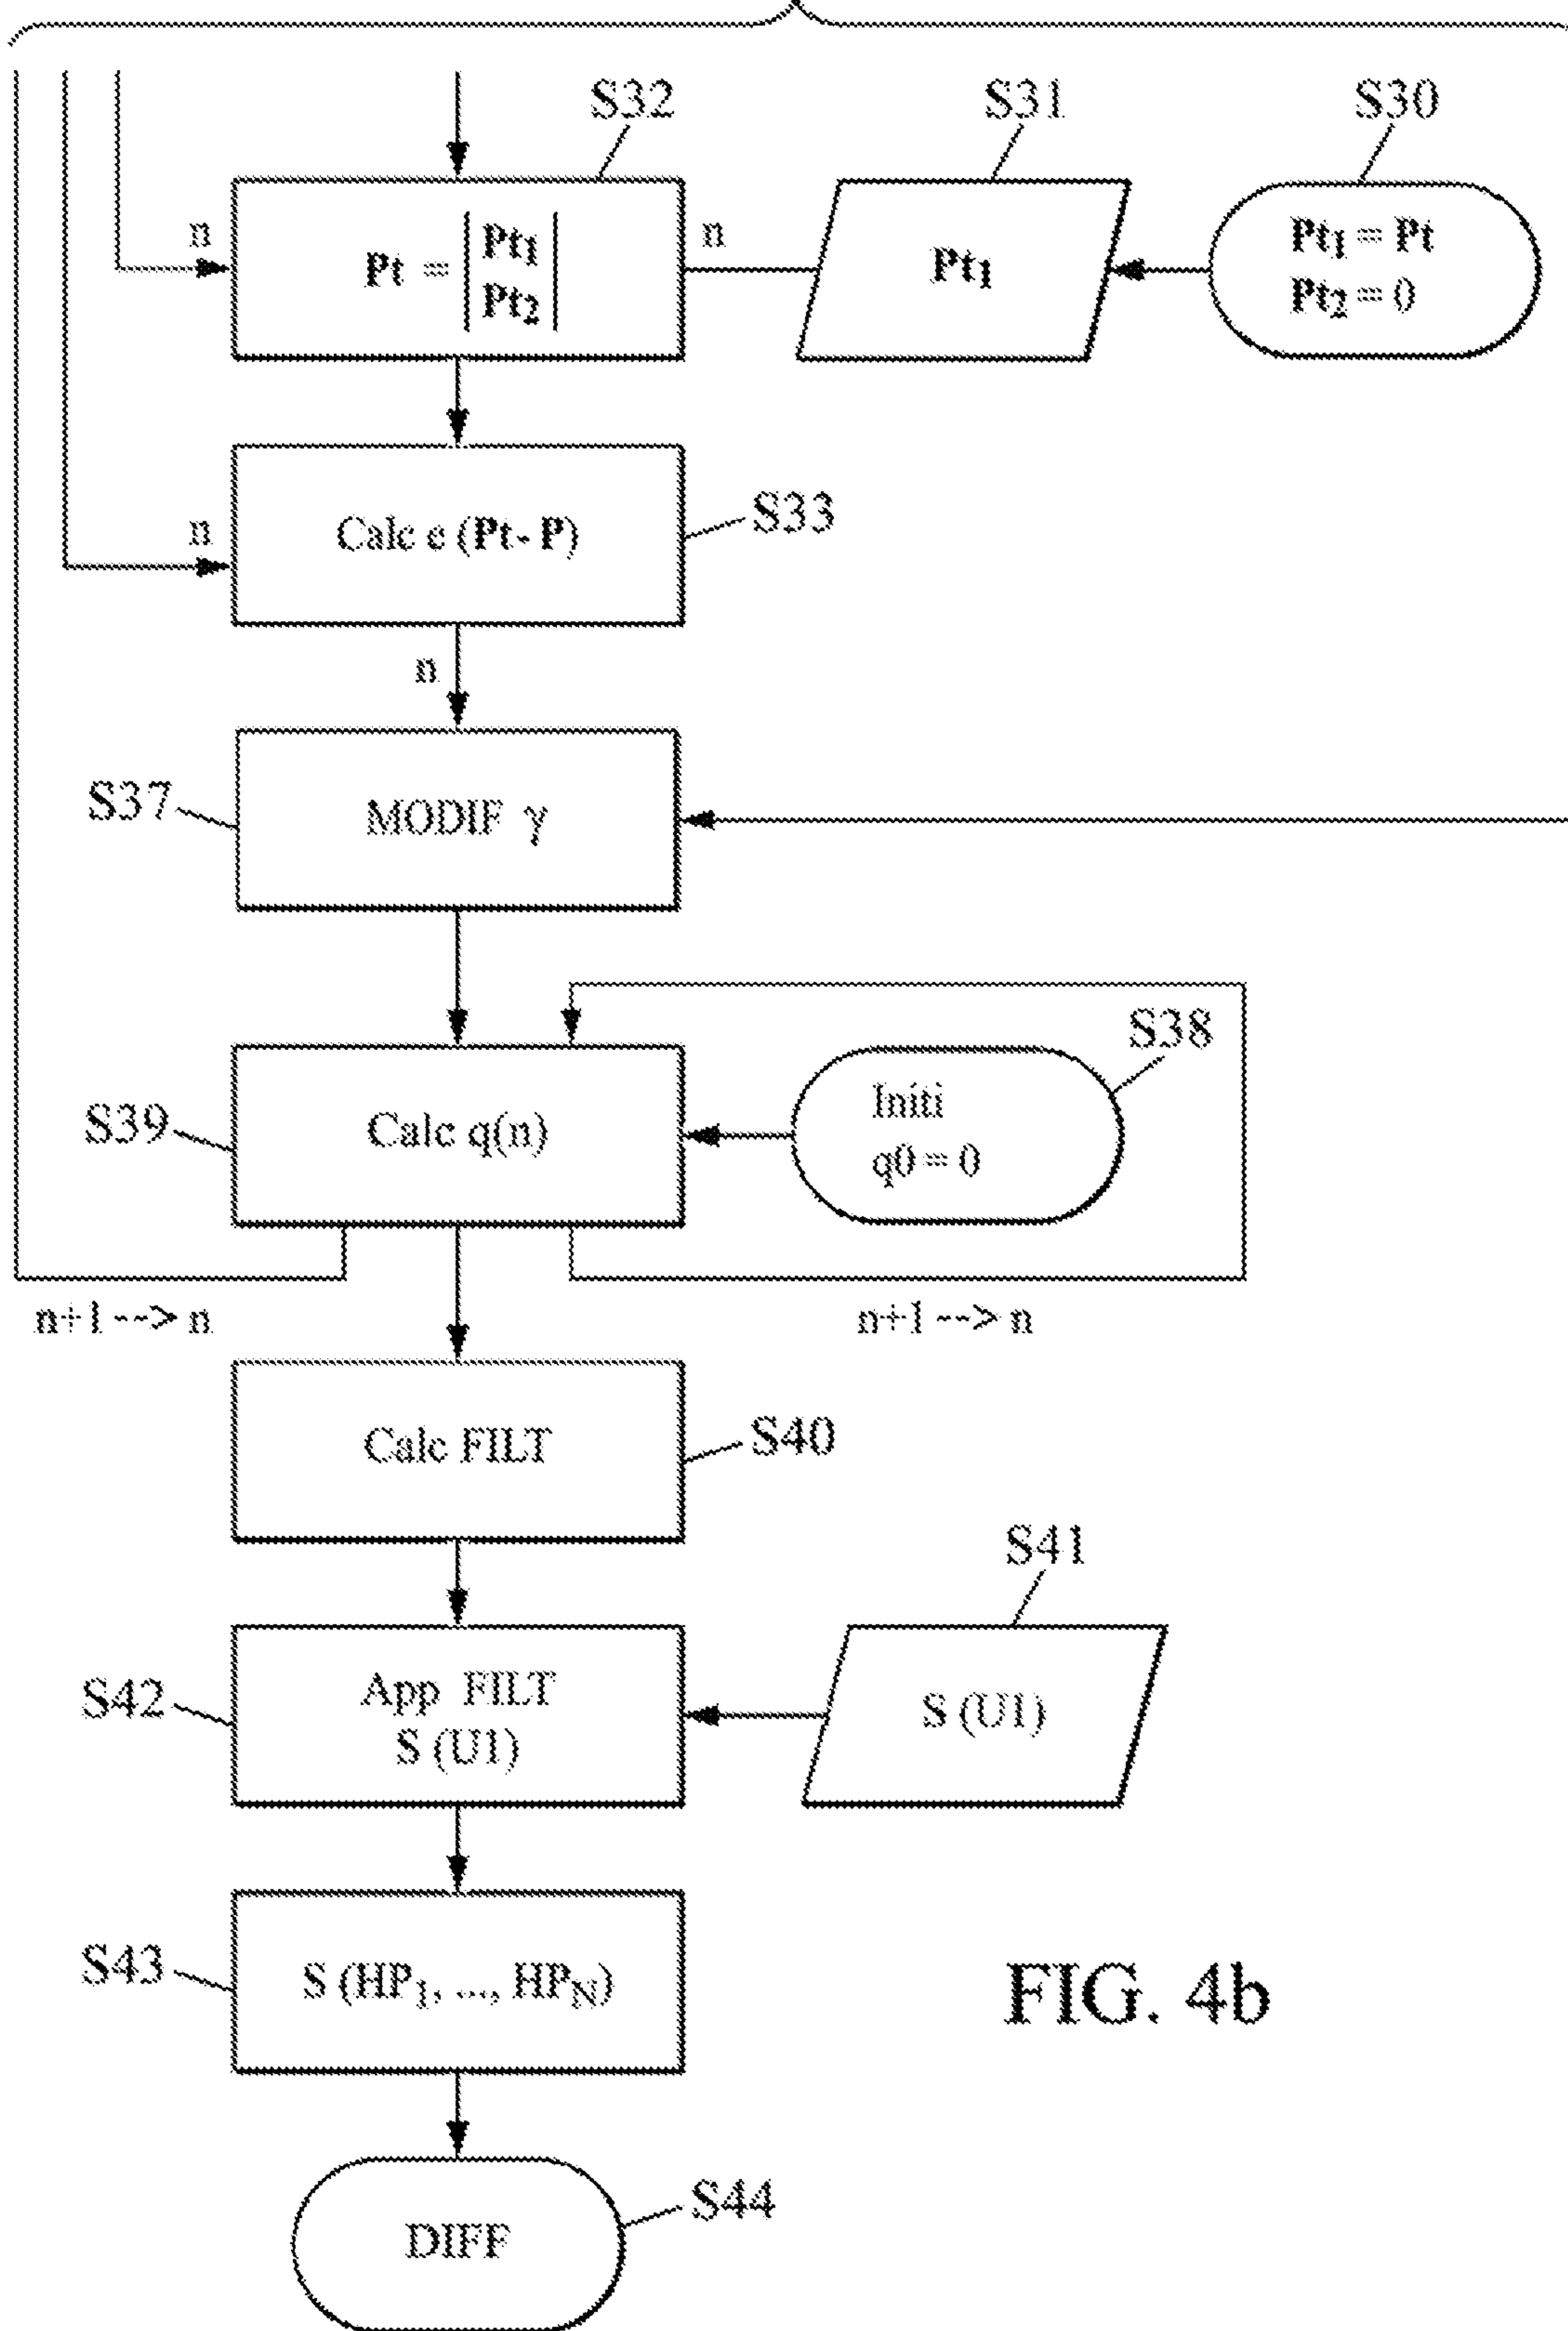 S32 S31 S30
n Pt = | Pt1 Pt2 | n Pt1 Pt1 = Pt
Pt2 = 0
n Calc e (Pt - P) S33
n
S37 MODIF γ
S38
S39 Calc q(n) Initi
q0 = 0
n+1 --> n n+1 --> n
Calc FILT S40
S41
S42 App FILT
S (U1) S (U1)
S43 S (HP1, ..., HPN)
FIG. 4b
S44
DIFF